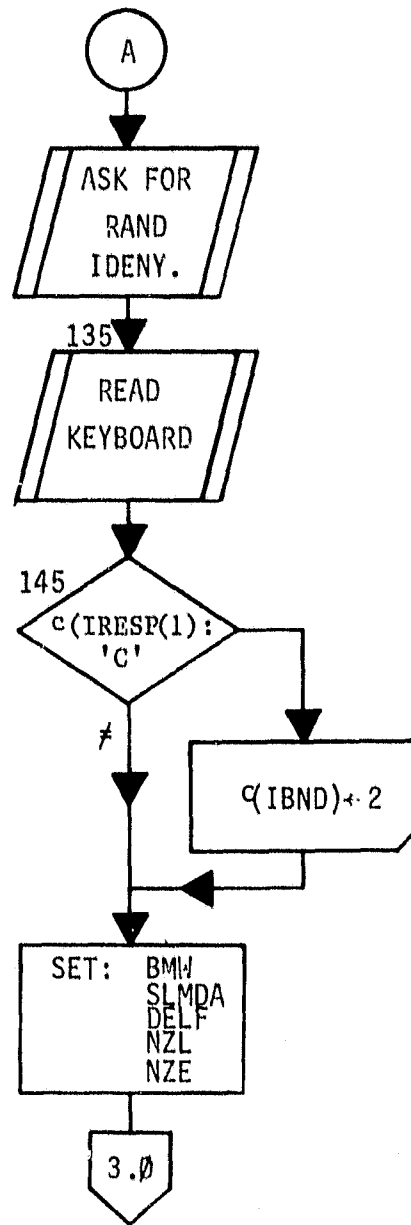 A
ASK FOR
RAND
IDENY.
135
READ
KEYBOARD
145
c(IRESP(1):
'C'
≠
c(IBND)← 2
SET: BMW
SLMDA
DELF
NZL
NZE
3.Ø